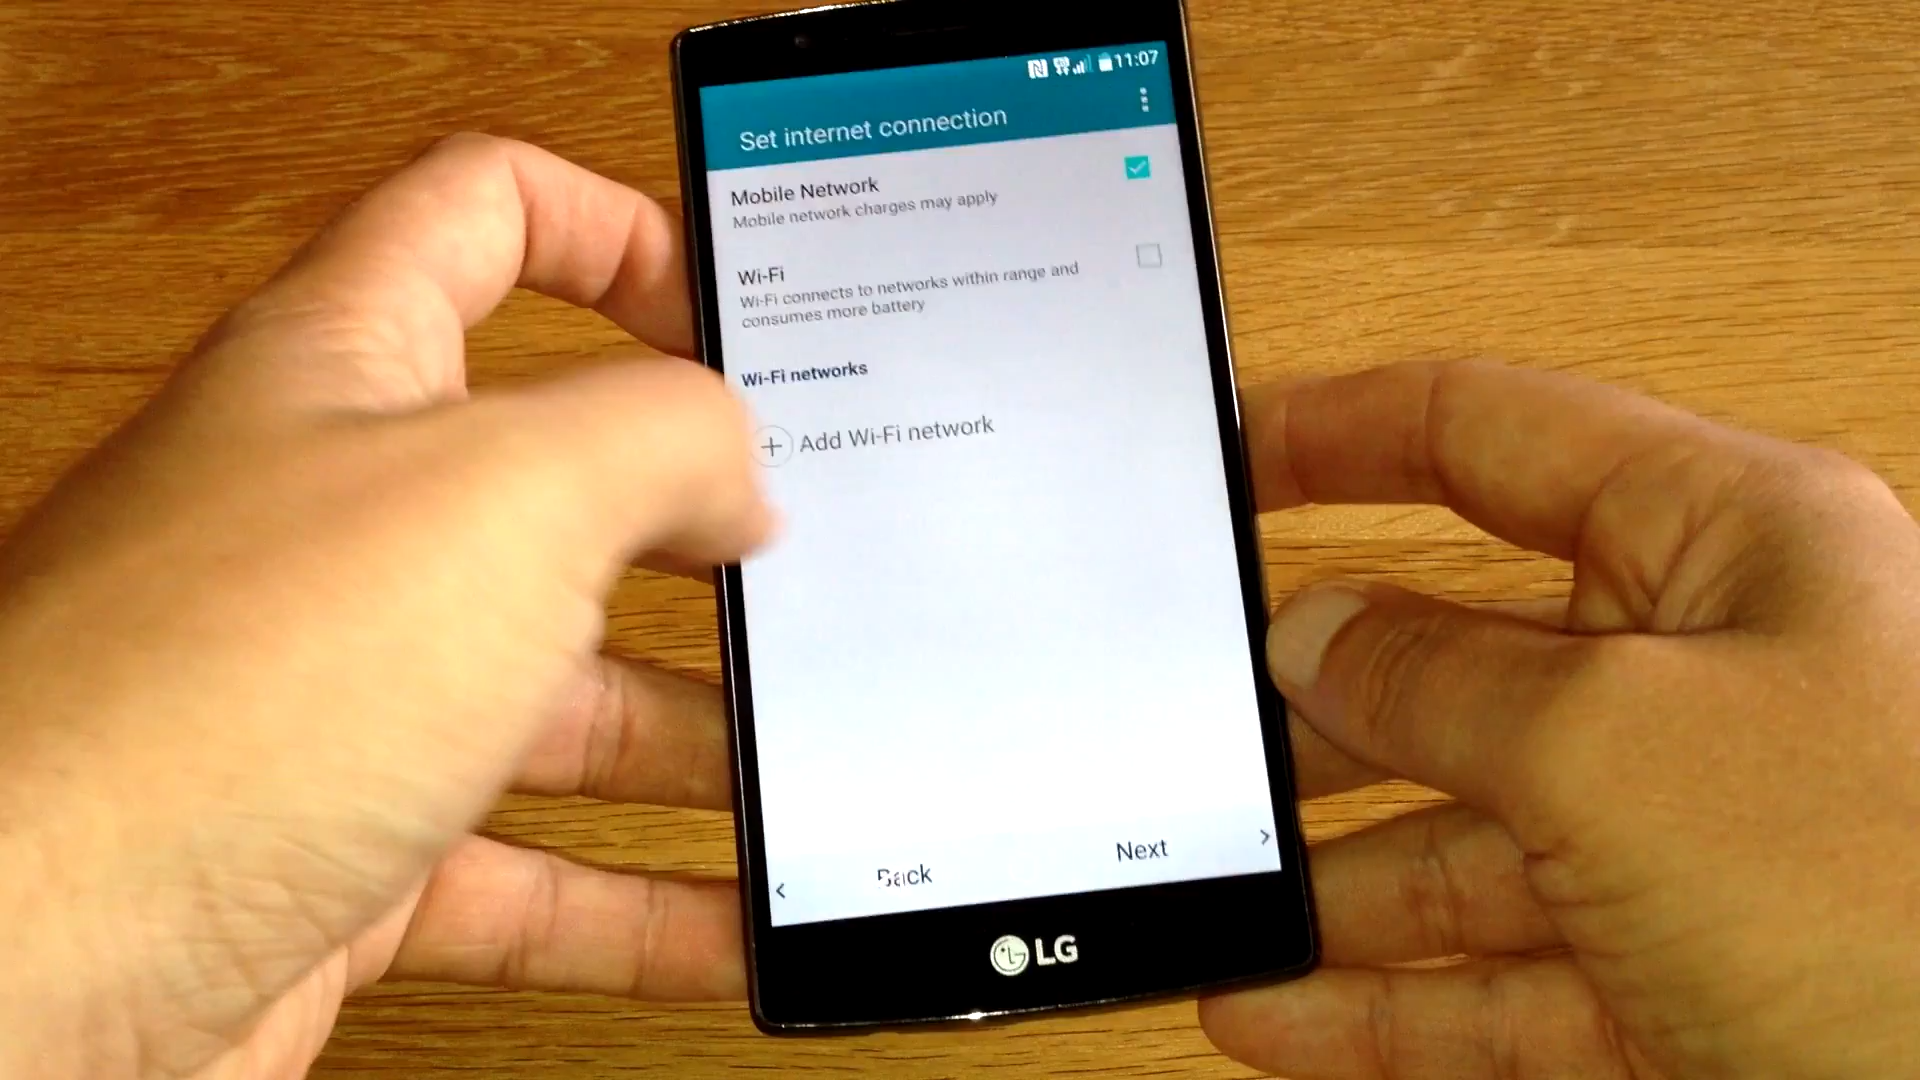 11:07
Set internet connection
Mobile Network
Mobile network charges may apply
Wi-Fi
Wi-Fi connects to networks within range and
consumes more battery
Wi-Fi networks
+ Add Wi-Fi network
< Back Next >
LG